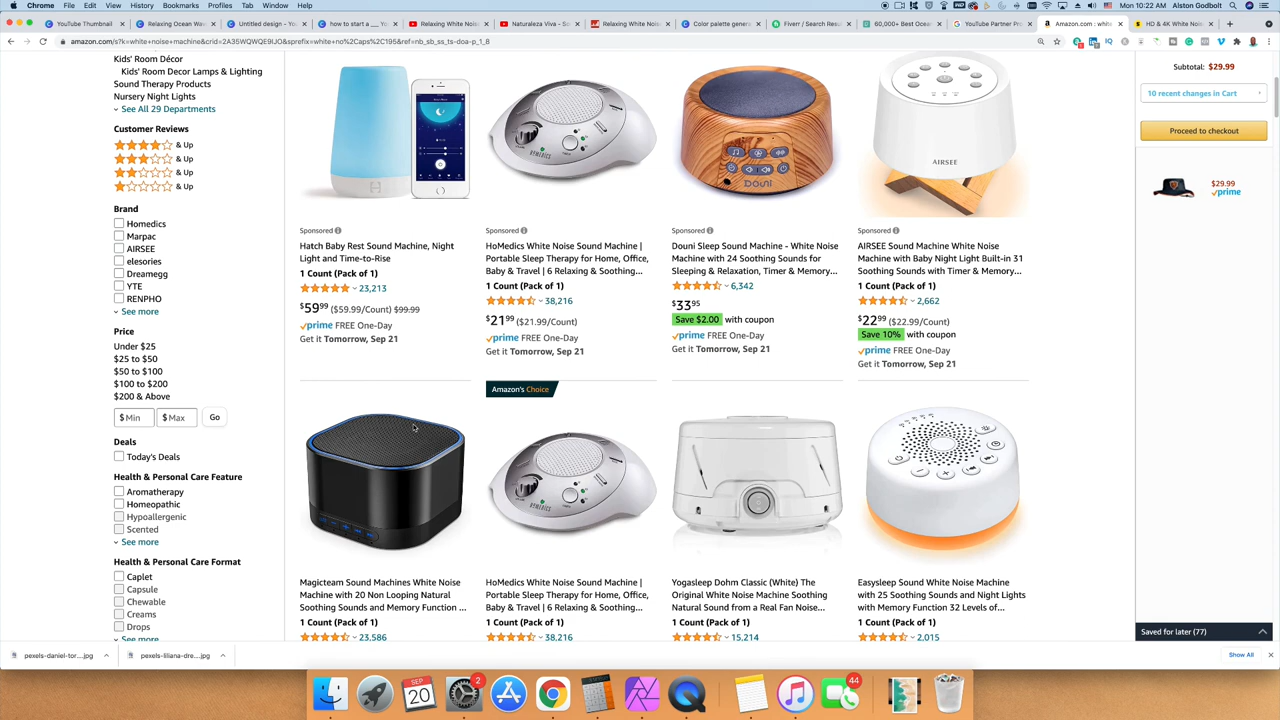 Chrome File Edit View History Bookmarks Profiles Tab Window Help
Mon 10:22 AM Alston Godbolt
YouTube Thumbnail
Relaxing Ocean Wav
Untitled design - Yo
how to start a ___ Yo
Relaxing White Nois
Naturaleza Viva - So
Relaxing White Nois
Color palette genera
Fiverr / Search Resu
60,000+ Best Ocean
YouTube Partner Pr
Amazon.com : white
HD & 4K White Nois
Kids' Room Décor
Kids' Room Decor Lamps & Lighting
Sound Therapy Products
Nursery Night Lights
See All 29 Departments
Customer Reviews
& Up
& Up
& Up
& Up
Brand
Homedics
Marpac
AIRSEE
elesories
Dreamegg
YTE
RENPHO
See more
Price
Under $25
$25 to $50
$50 to $100
$100 to $200
$200 & Above
$ Min $ Max Go
Deals
Today's Deals
Health & Personal Care Feature
Aromatherapy
Homeopathic
Hypoallergenic
Scented
See more
Health & Personal Care Format
Caplet
Capsule
Chewable
Creams
Drops
See more
Sponsored
Hatch Baby Rest Sound Machine, Night
Light and Time-to-Rise
1 Count (Pack of 1)
23,213
$59.99 ($59.99/Count) $99.99
prime FREE One-Day
Get it Tomorrow, Sep 21
HOMEDICS
Sponsored
HoMedics White Noise Sound Machine |
Portable Sleep Therapy for Home, Office,
Baby & Travel | 6 Relaxing & Soothing...
1 Count (Pack of 1)
38,216
$21.99 ($21.99/Count)
prime FREE One-Day
Get it Tomorrow, Sep 21
DOUNI
Sponsored
Douni Sleep Sound Machine - White Noise
Machine with 24 Soothing Sounds for
Sleeping & Relaxation, Timer & Memory...
6,342
$33.95
Save $2.00 with coupon
prime FREE One-Day
Get it Tomorrow, Sep 21
AIRSEE
Sponsored
AIRSEE Sound Machine White Noise
Machine with Baby Night Light Built-in 31
Soothing Sounds with Timer & Memory...
1 Count (Pack of 1)
2,662
$22.99 ($22.99/Count)
Save 10% with coupon
prime FREE One-Day
Get it Tomorrow, Sep 21
Magicteam Sound Machines White Noise
Machine with 20 Non Looping Natural
Soothing Sounds and Memory Function ...
1 Count (Pack of 1)
23,586
Amazon's Choice
HOMEDICS
HoMedics White Noise Sound Machine |
Portable Sleep Therapy for Home, Office,
Baby & Travel | 6 Relaxing & Soothing...
1 Count (Pack of 1)
38,216
Yogasleep Dohm Classic (White) The
Original White Noise Machine Soothing
Natural Sound from a Real Fan Noise...
1 Count (Pack of 1)
15,214
Easysleep Sound White Noise Machine
with 25 Soothing Sounds and Night Lights
with Memory Function 32 Levels of...
1 Count (Pack of 1)
2,015
Subtotal: $29.99
10 recent changes in Cart
Proceed to checkout
$29.99
prime
Saved for later (77)
pexels-daniel-tor....jpg
pexels-liliana-dre....jpg
Show All
SEP
20
2
44